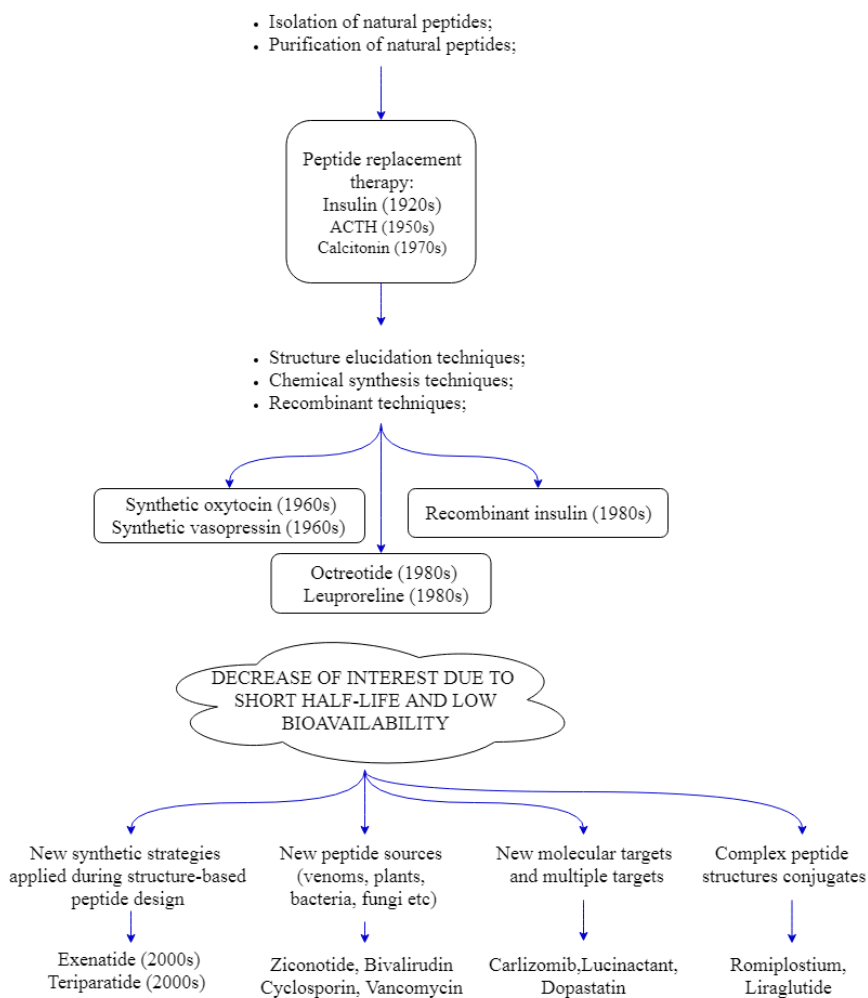 • Isolation of natural peptides;
• Purification of natural peptides;
Peptide replacement
therapy:
Insulin (1920s)
ACTH (1950s)
Calcitonin (1970s)
• Structure elucidation techniques;
• Chemical synthesis techniques;
• Recombinant techniques;
Synthetic oxytocin (1960s)
Synthetic vasopressin (1960s)
Recombinant insulin (1980s)
Octreotide (1980s)
Leuproreline (1980s)
DECREASE OF INTEREST DUE TO
SHORT HALF-LIFE AND LOW
BIOAVAILABILITY
New synthetic strategies
applied during structure-based
peptide design
New peptide sources
(venoms, plants,
bacteria, fungi etc)
New molecular targets
and multiple targets
Complex peptide
structures conjugates
Exenatide (2000s)
Teriparatide (2000s)
Ziconotide, Bivalirudin
Cyclosporin, Vancomycin
Carlizomib,Lucinactant,
Dopastatin
Romiplostium,
Liraglutide